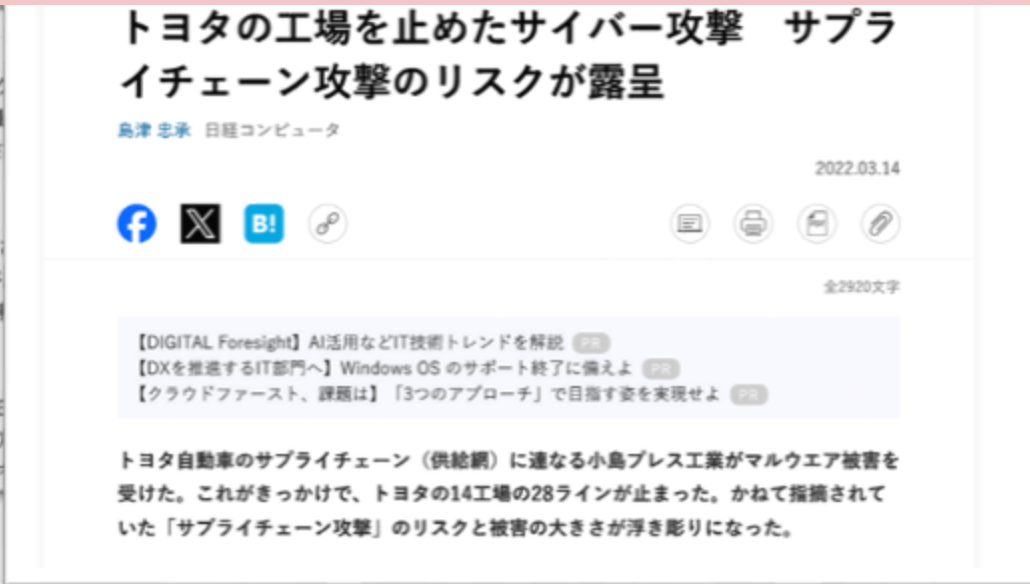 トヨタの工場を止めたサイバー攻撃　サプラ
イチェーン攻撃のリスクが露呈
島津 忠承　日経コンピュータ
2022.03.14
B!
全2920文字
【DIGITAL Foresight】AI活用などIT技術トレンドを解説 PR
【DXを推進するIT部門へ】Windows OS のサポート終了に備えよ PR
【クラウドファースト、課題は】「3つのアプローチ」で目指す姿を実現せよ PR
トヨタ自動車のサプライチェーン（供給網）に連なる小島プレス工業がマルウエア被害を
受けた。これがきっかけで、トヨタの14工場の28ラインが止まった。かねて指摘されて
いた「サプライチェーン攻撃」のリスクと被害の大きさが浮き彫りになった。